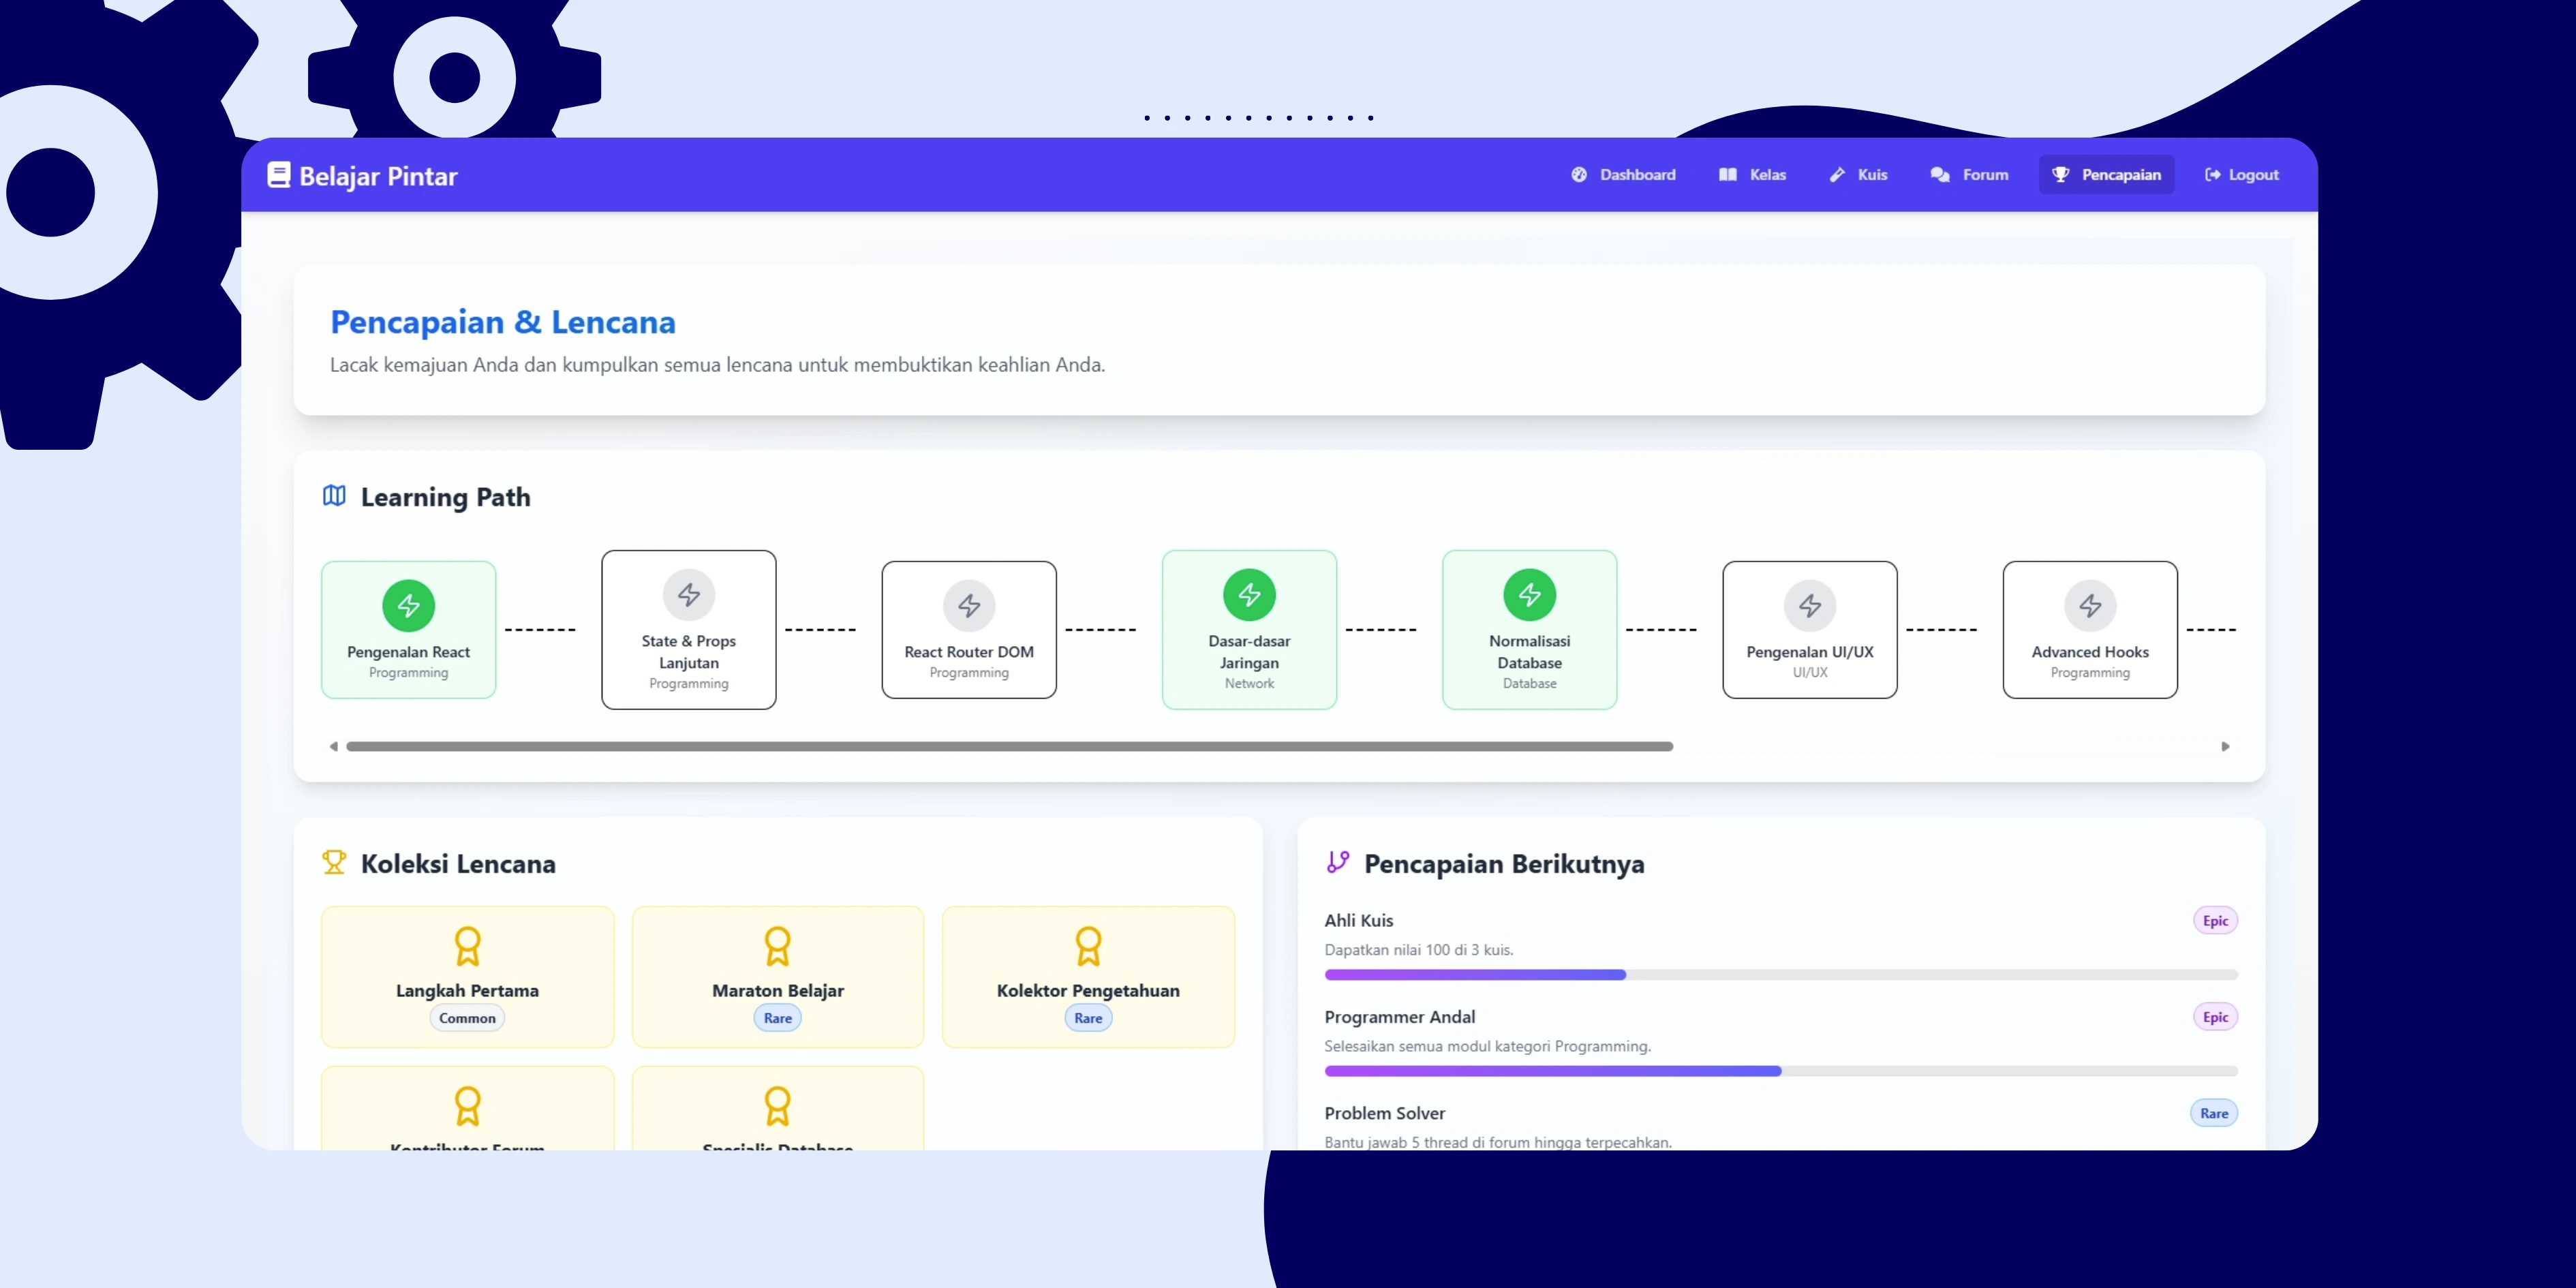 Belajar Pintar
Dashboard
Kelas
Kuis
Forum
Pencapaian
Logout
Pencapaian & Lencana
Lacak kemajuan Anda dan kumpulkan semua lencana untuk membuktikan keahlian Anda.
Learning Path
Pengenalan React
Programming
State & Props
Lanjutan
Programming
React Router DOM
Programming
Dasar-dasar
Jaringan
Network
Normalisasi
Database
Database
Pengenalan UI/UX
UI/UX
Advanced Hooks
Programming
Koleksi Lencana
Langkah Pertama
Common
Maraton Belajar
Rare
Kolektor Pengetahuan
Rare
Kontributor Forum
Spesialis Database
Pencapaian Berikutnya
Ahli Kuis
Epic
Dapatkan nilai 100 di 3 kuis.
Programmer Andal
Epic
Selesaikan semua modul kategori Programming.
Problem Solver
Rare
Bantu jawab 5 thread di forum hingga terpecahkan.